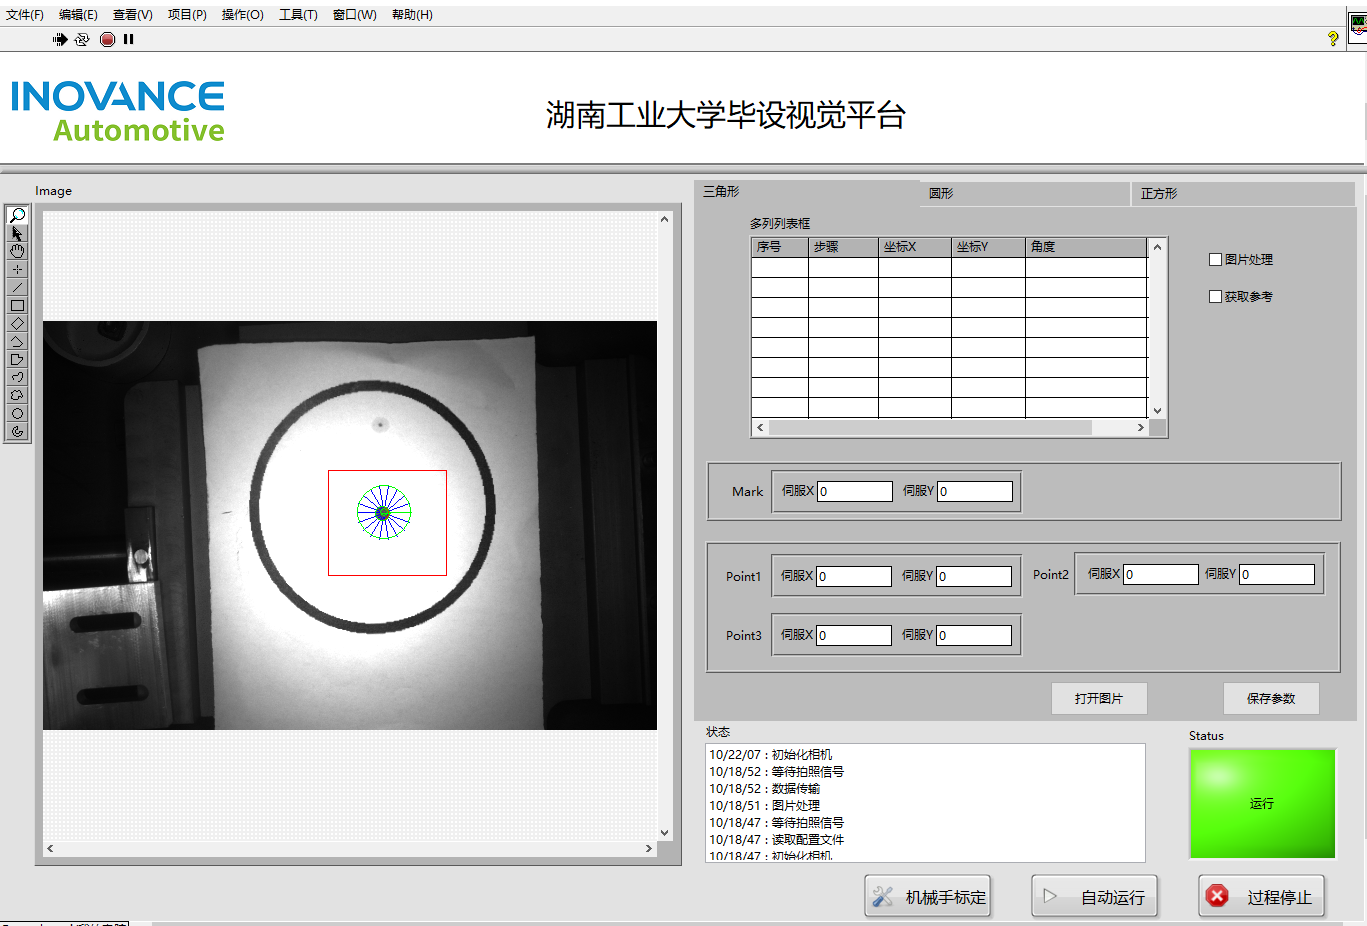 文件(F) 编辑(E) 查看(V) 项目(P) 操作(O) 工具(T) 窗口(W) 帮助(H)
INOVANCE
Automotive
湖南工业大学毕设视觉平台
Image
三角形 圆形 正方形
多列列表框
序号 步骤 坐标X 坐标Y 角度
图片处理
获取参考
Mark 伺服X 0 伺服Y 0
Point1 伺服X 0 伺服Y 0 Point2 伺服X 0 伺服Y 0
Point3 伺服X 0 伺服Y 0
打开图片 保存参数
状态
Status
10/22/07 : 初始化相机
10/18/52 : 等待拍照信号
10/18/52 : 数据传输
10/18/51 : 图片处理
10/18/47 : 等待拍照信号
10/18/47 : 读取配置文件
10/18/47 : 初始化相机
运行
机械手标定 自动运行 过程停止